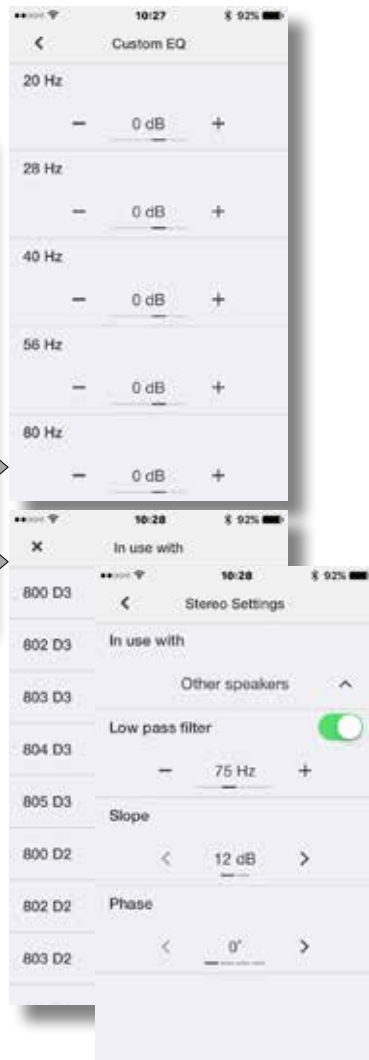 10:27
92%
Custom EQ
20 Hz
− 0 dB +
28 Hz
− 0 dB +
40 Hz
− 0 dB +
56 Hz
− 0 dB +
80 Hz
− 0 dB +
10:28
92%
× In use with
800 D3
802 D3
803 D3
804 D3
805 D3
800 D2
802 D2
803 D2
10:28
92%
< Stereo Settings
In use with
Other speakers
Low pass filter
− 75 Hz +
Slope
< 12 dB >
Phase
< 0° >